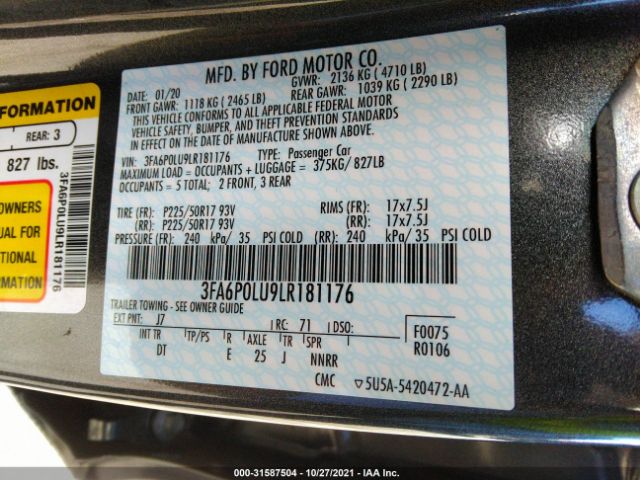 MFD. BY FORD MOTOR CO.
01/20 GVWR: 2136 KG ( 4710 LB)
FRONT GAWR: 1118 KG ( 2465 LB) REAR GAWR: 1039 KG ( 2290 LB)
THIS VEHICLE CONFORMS TO ALL APPLICABLE FEDERAL MOTOR
VEHICLE SAFETY, BUMPER, AND THEFT PREVENTION STANDARDS
IN EFFECT ON THE DATE OF MANUFACTURE SHOWN ABOVE.
VIN: 3FA6P0LU9LR181176 TYPE: Passenger Car
MAXIMUM LOAD = OCCUPANTS + LUGGAGE = 375KG/ 827LB
OCCUPANTS = 5 TOTAL; 2 FRONT, 3 REAR
TIRE (FR): P225/50R17 93V RIMS (FR): 17x7.5J
(RR): P225/50R17 93V (RR): 17x7.5J
PRESSURE (FR): 240 kPa/ 35 PSI COLD (RR): 240 kPa/ 35 PSI COLD
3FA6P0LU9LR181176
TRAILER TOWING - SEE OWNER GUIDE
EXT PNT: J7 RC: 71 DSO: F0075
INT TR TP/PS R AXLE TR SPR R0106
DT E 25 J NNRR
CMC 5U5A-5420472-AA
FORMATION
REAR: 3
827 lbs.
OWNERS
UAL FOR
TIONAL
MATION
3FA6P0LU9LR181176
000-31587504 | 10/27/2021 | IAA Inc.